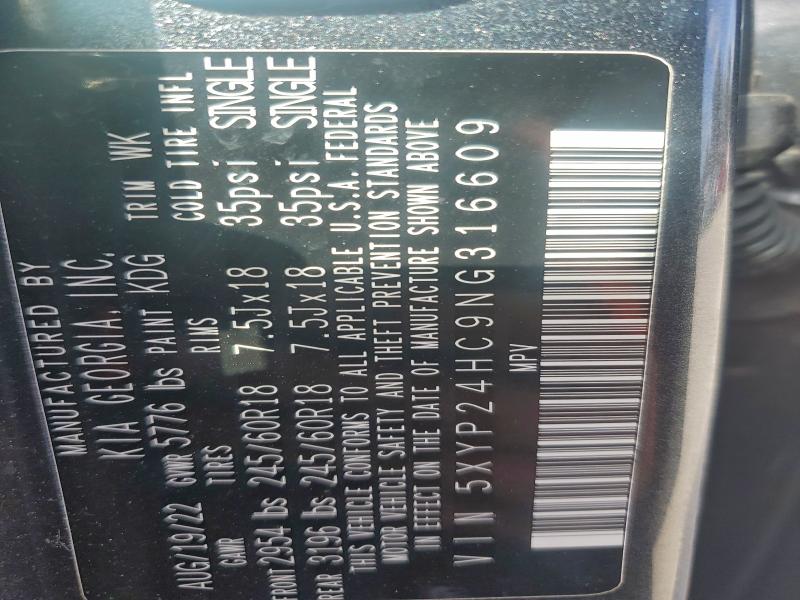 MANUFACTURED BY
KIA GEORGIA, INC.
AUG/19/22 GVWR 5776 lbs PAINT KDG TRIM WK
GAWR TIRES RIMS COLD TIRE INFL
FRONT 2954 lbs 245/60R18 7.5Jx18 35psi SINGLE
REAR 3196 lbs 245/60R18 7.5Jx18 35psi SINGLE
THIS VEHICLE CONFORMS TO ALL APPLICABLE U.S.A. FEDERAL
MOTOR VEHICLE SAFETY AND THEFT PREVENTION STANDARDS
IN EFFECT ON THE DATE OF MANUFACTURE SHOWN ABOVE
VIN 5XYP24HC9NG316609
MPV